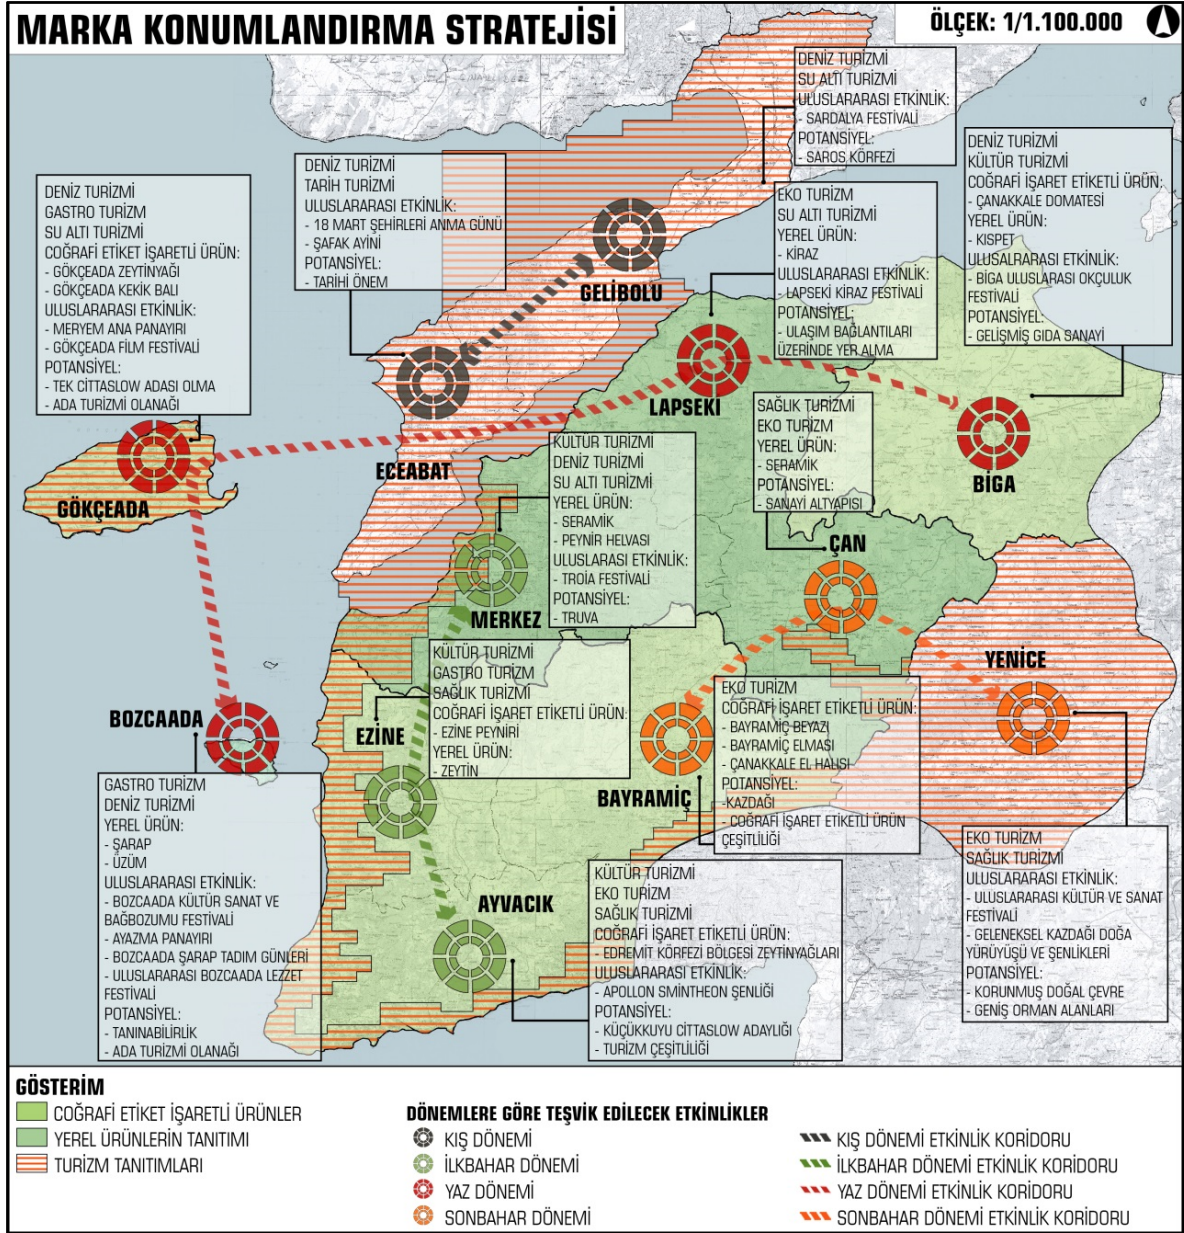 MARKA KONUMLANDIRMA STRATEJİSİ
ÖLÇEK: 1/1.100.000
DENİZ TURİZMİ
SU ALTI TURİZMİ
ULUSLARARASI ETKİNLİK:
- SARDALYA FESTİVALİ
POTANSİYEL:
- SAROS KÖRFEZİ
DENİZ TURİZMİ
TARİH TURİZMİ
ULUSLARARASI ETKİNLİK:
- 18 MART ŞEHİRLERİ ANMA GÜNÜ
- ŞAFAK AYİNİ
POTANSİYEL:
- TARİHİ ÖNEM
DENİZ TURİZMİ
KÜLTÜR TURİZMİ
COĞRAFİ İŞARET ETİKETLİ ÜRÜN:
- ÇANAKKALE DOMATESİ
YEREL ÜRÜN:
- KISPET
ULUSALRARASI ETKİNLİK:
- BİGA ULUSLARASI OKÇULUK
FESTİVALİ
POTANSİYEL:
- GELİŞMİŞ GIDA SANAYİ
DENİZ TURİZMİ
GASTRO TURİZM
SU ALTI TURİZMİ
COĞRAFİ ETİKET İŞARETLİ ÜRÜN:
- GÖKÇEADA ZEYTİNYAĞI
- GÖKÇEADA KEKİK BALI
ULUSLARARASI ETKİNLİK:
- MERYEM ANA PANAYIRI
- GÖKÇEADA FİLM FESTİVALİ
POTANSİYEL:
- TEK CİTTASLOW ADASI OLMA
- ADA TURİZMİ OLANAĞI
EKO TURİZM
SU ALTI TURİZMİ
YEREL ÜRÜN:
- KİRAZ
ULUSLARARASI ETKİNLİK:
- LAPSEKİ KİRAZ FESTİVALİ
POTANSİYEL:
- ULAŞIM BAĞLANTILARI
ÜZERİNDE YER ALMA
GELİBOLU
LAPSEKİ
BİGA
ECEABAT
GÖKÇEADA
SAĞLIK TURİZMİ
EKO TURİZM
YEREL ÜRÜN:
- SERAMİK
POTANSİYEL:
- SANAYİ ALTYAPISI
KÜLTÜR TURİZMİ
DENİZ TURİZMİ
SU ALTI TURİZMİ
YEREL ÜRÜN:
- SERAMİK
- PEYNİR HELVASI
ULUSLARASI ETKİNLİK:
- TROİA FESTİVALİ
POTANSİYEL:
- TRUVA
ÇAN
MERKEZ
YENİCE
KÜLTÜR TURİZMİ
GASTRO TURİZM
SAĞLIK TURİZMİ
COĞRAFİ İŞARET ETİKETLİ ÜRÜN:
- EZİNE PEYNİRİ
YEREL ÜRÜN:
- ZEYTİN
EKO TURİZM
COĞRAFİ İŞARET ETİKETLİ ÜRÜN:
- BAYRAMİÇ BEYAZI
- BAYRAMİÇ ELMASI
- ÇANAKKALE EL HALISI
POTANSİYEL:
-KAZDAĞI
- COĞRAFİ İŞARET ETİKETLİ ÜRÜN
ÇEŞİTLİLİĞİ
BOZCAADA
EZİNE
BAYRAMİÇ
GASTRO TURİZM
DENİZ TURİZMİ
YEREL ÜRÜN:
- ŞARAP
- ÜZÜM
ULUSLARARASI ETKİNLİK:
- BOZCAADA KÜLTÜR SANAT VE
BAĞBOZUMU FESTİVALİ
- AYAZMA PANAYIRI
- BOZCAADA ŞARAP TADIM GÜNLERİ
- ULUSLARARASI BOZCAADA LEZZET
FESTİVALİ
POTANSİYEL:
- TANINABİLİRLİK
- ADA TURİZMİ OLANAĞI
AYVACIK
KÜLTÜR TURİZMİ
EKO TURİZM
SAĞLIK TURİZMİ
COĞRAFİ İŞARET ETİKETLİ ÜRÜN:
- EDREMİT KÖRFEZİ BÖLGESİ ZEYTİNYAĞLARI
ULUSLARARASI ETKİNLİK:
- APOLLON SMINTHEON ŞENLİĞİ
POTANSİYEL:
- KÜÇÜKKUYU CİTTASLOW ADAYLIĞI
- TURİZM ÇEŞİTLİLİĞİ
EKO TURİZM
SAĞLIK TURİZMİ
ULUSLARARASI ETKİNLİK:
- ULUSLARARASI KÜLTÜR VE SANAT
FESTİVALİ
- GELENEKSEL KAZDAĞI DOĞA
YÜRÜYÜŞÜ VE ŞENLİKLERİ
POTANSİYEL:
- KORUNMUŞ DOĞAL ÇEVRE
- GENİŞ ORMAN ALANLARI
GÖSTERİM
COĞRAFİ ETİKET İŞARETLİ ÜRÜNLER
YEREL ÜRÜNLERİN TANITIMI
TURİZM TANITIMLARI
DÖNEMLERE GÖRE TEŞVİK EDİLECEK ETKİNLİKLER
KIŞ DÖNEMİ
İLKBAHAR DÖNEMİ
YAZ DÖNEMİ
SONBAHAR DÖNEMİ
KIŞ DÖNEMİ ETKİNLİK KORİDORU
İLKBAHAR DÖNEMİ ETKİNLİK KORİDORU
YAZ DÖNEMİ ETKİNLİK KORİDORU
SONBAHAR DÖNEMİ ETKİNLİK KORİDORU